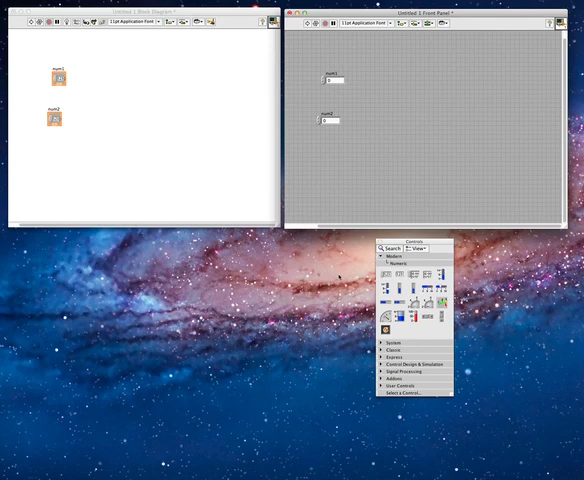 Untitled 1 Block Diagram *
11pt Application Font
num1
num2
Untitled 1 Front Panel *
11pt Application Font
num1
0
num2
0
Controls
Search
View
Modern
Numeric
System
Classic
Express
Control Design & Simulation
Signal Processing
Addons
User Controls
Select a Control...